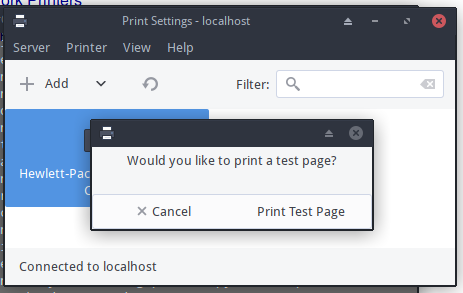 ork Printers
Print Settings - localhost
Server Printer View Help
Add
Filter:
Would you like to print a test page?
Hewlett-Pac
Cancel Print Test Page
Connected to localhost